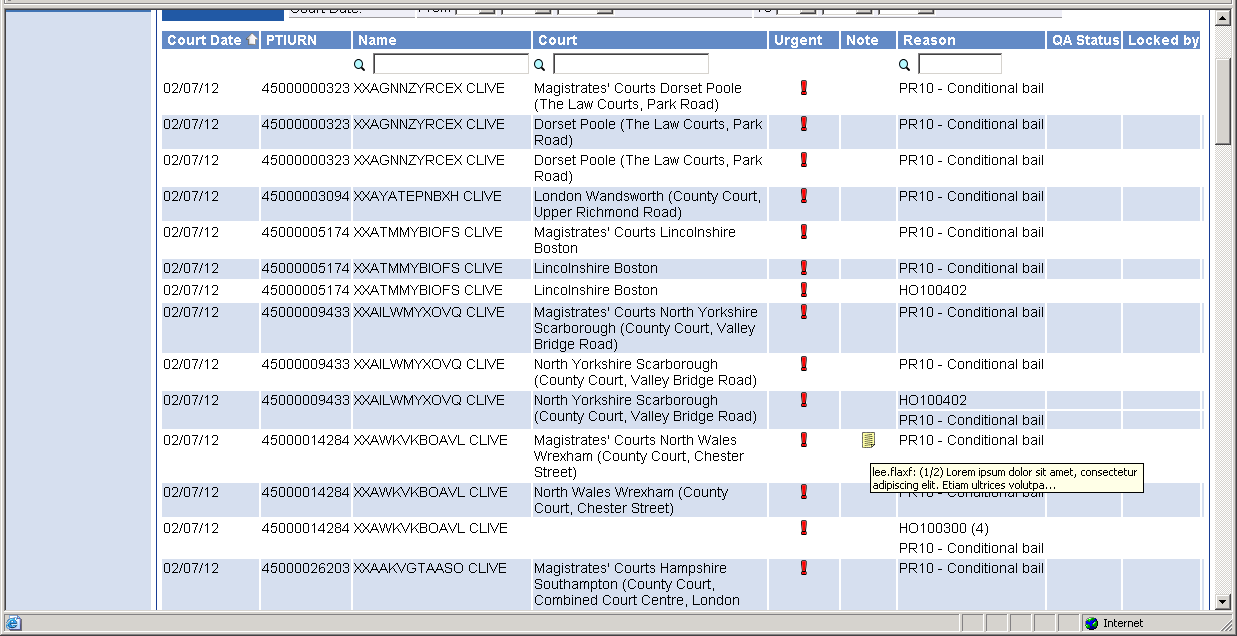 Court Date:
From
To
Court Date PTIURN Name Court Urgent Note Reason QA Status Locked by
02/07/12 45000000323 XXAGNNZYRCEX CLIVE Magistrates' Courts Dorset Poole PR10 - Conditional bail
(The Law Courts, Park Road)
02/07/12 45000000323 XXAGNNZYRCEX CLIVE Dorset Poole (The Law Courts, Park PR10 - Conditional bail
Road)
02/07/12 45000000323 XXAGNNZYRCEX CLIVE Dorset Poole (The Law Courts, Park PR10 - Conditional bail
Road)
02/07/12 45000003094 XXAYATEPNBXH CLIVE London Wandsworth (County Court, PR10 - Conditional bail
Upper Richmond Road)
02/07/12 45000005174 XXATMMYBIOFS CLIVE Magistrates' Courts Lincolnshire PR10 - Conditional bail
Boston
02/07/12 45000005174 XXATMMYBIOFS CLIVE Lincolnshire Boston PR10 - Conditional bail
02/07/12 45000005174 XXATMMYBIOFS CLIVE Lincolnshire Boston HO100402
02/07/12 45000009433 XXAILWMYXOVQ CLIVE Magistrates' Courts North Yorkshire PR10 - Conditional bail
Scarborough (County Court, Valley
Bridge Road)
02/07/12 45000009433 XXAILWMYXOVQ CLIVE North Yorkshire Scarborough PR10 - Conditional bail
(County Court, Valley Bridge Road)
02/07/12 45000009433 XXAILWMYXOVQ CLIVE North Yorkshire Scarborough HO100402
(County Court, Valley Bridge Road) PR10 - Conditional bail
02/07/12 45000014284 XXAWKVKBOAVL CLIVE Magistrates' Courts North Wales PR10 - Conditional bail
Wrexham (County Court, Chester
Street)
lee.flaxf: (1/2) Lorem ipsum dolor sit amet, consectetur
adipiscing elit. Etiam ultrices volutpa...
02/07/12 45000014284 XXAWKVKBOAVL CLIVE North Wales Wrexham (County PR10 - Conditional bail
Court, Chester Street)
02/07/12 45000014284 XXAWKVKBOAVL CLIVE HO100300 (4)
PR10 - Conditional bail
02/07/12 45000026203 XXAAKVGTAASO CLIVE Magistrates' Courts Hampshire PR10 - Conditional bail
Southampton (County Court,
Combined Court Centre, London
Internet